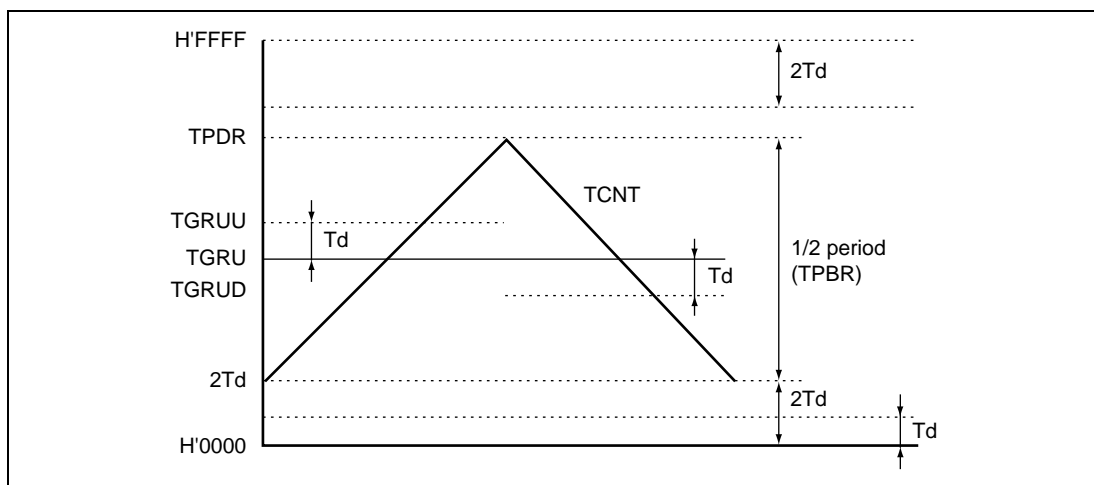 H'FFFF
2Td
TPDR
TCNT
TGRUU
Td
TGRU
1/2 period
(TPBR)
Td
TGRUD
2Td
2Td
Td
H'0000